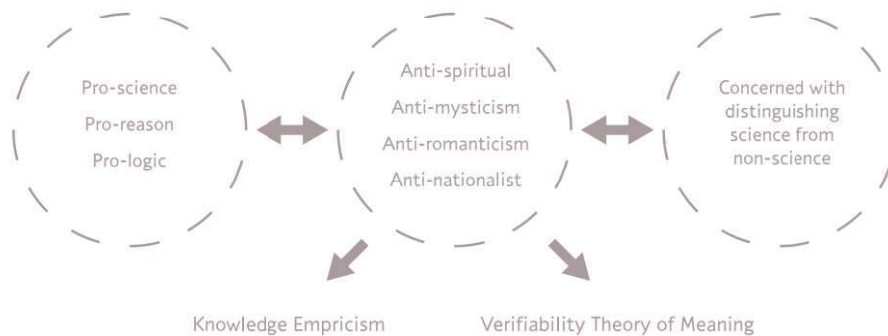 Pro-science
Pro-reason
Pro-logic
Anti-spiritual
Anti-mysticism
Anti-romanticism
Anti-nationalist
Concerned with
distinguishing
science from
non-science
Knowledge Empricism
Verifiability Theory of Meaning